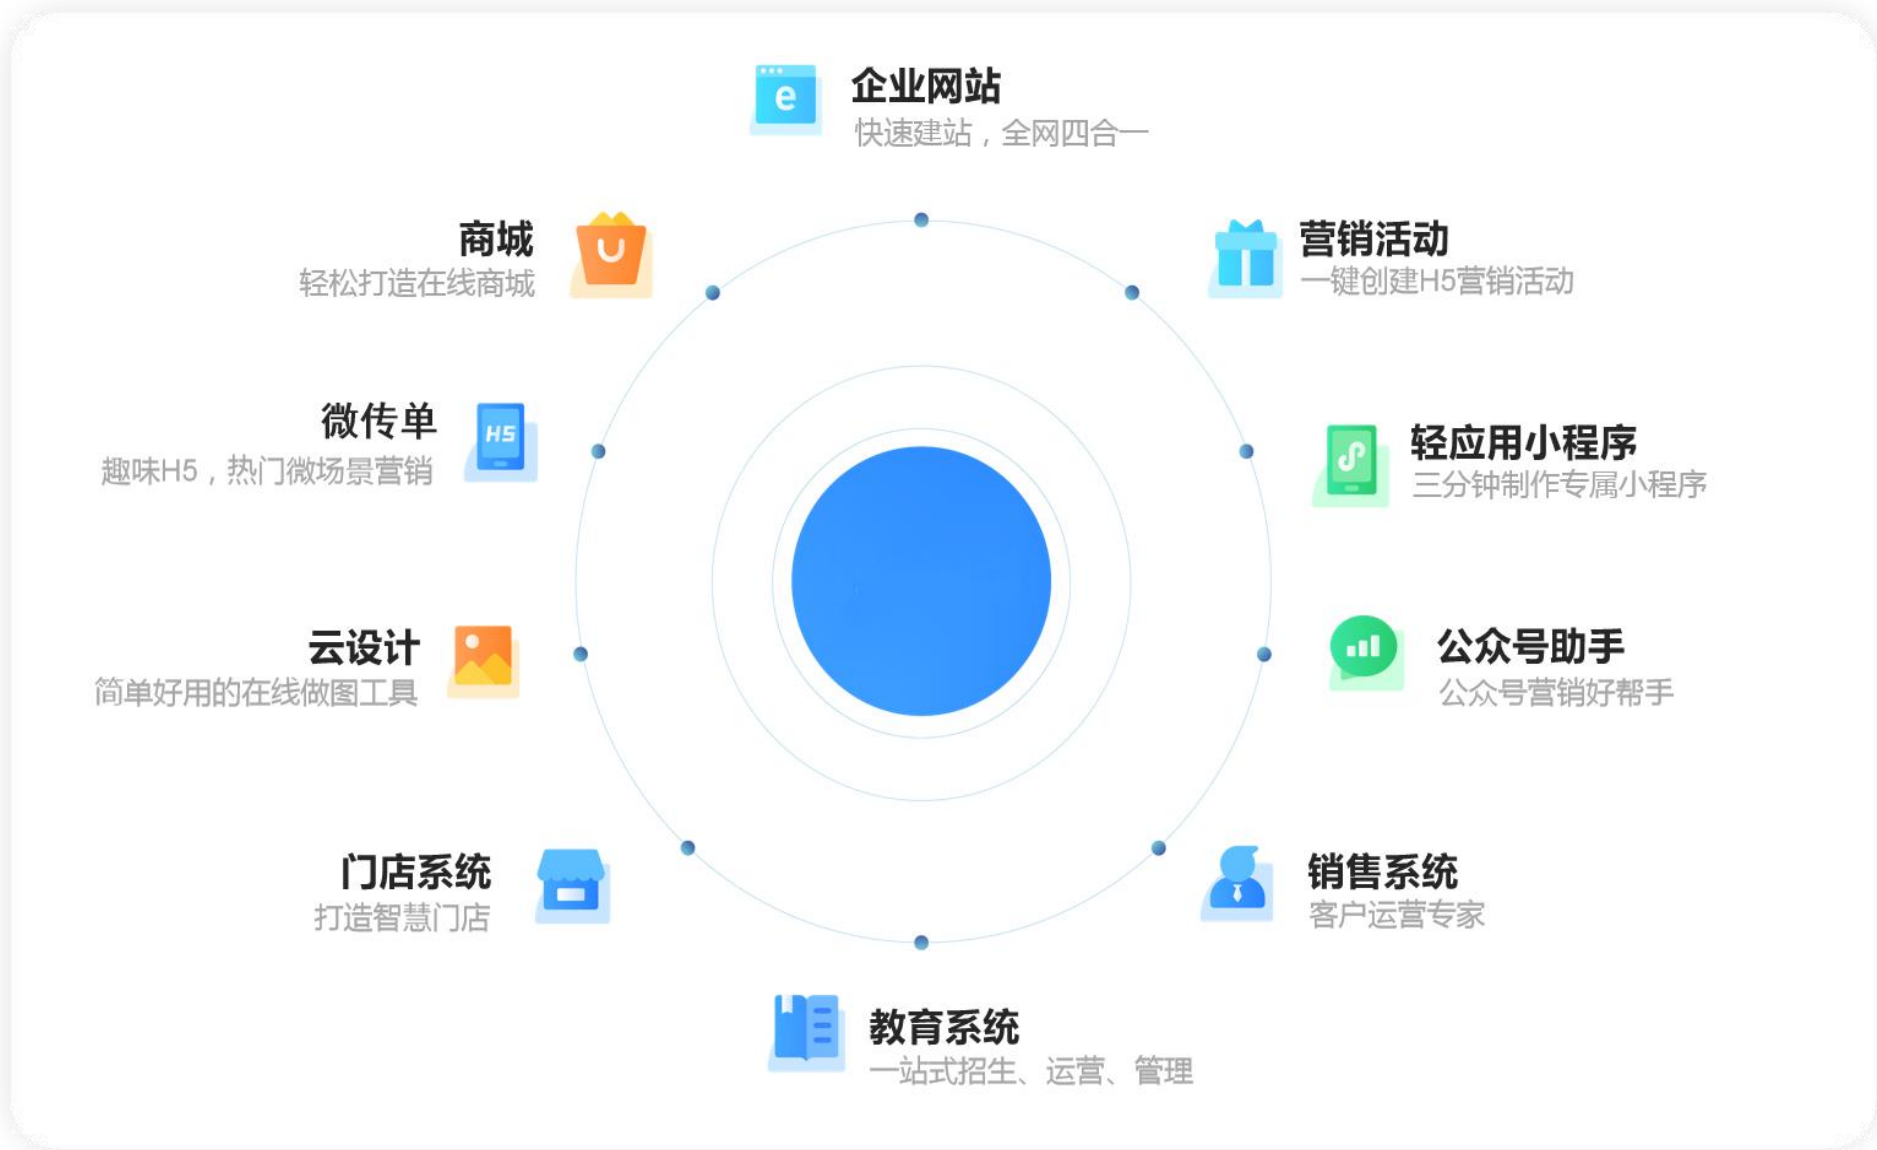 e
企业网站
快速建站，全网四合一
商城
轻松打造在线商城
营销活动
一键创建H5营销活动
微传单
趣味H5，热门微场景营销
H5
轻应用小程序
三分钟制作专属小程序
云设计
简单好用的在线做图工具
公众号助手
公众号营销好帮手
门店系统
打造智慧门店
销售系统
客户运营专家
教育系统
一站式招生、运营、管理